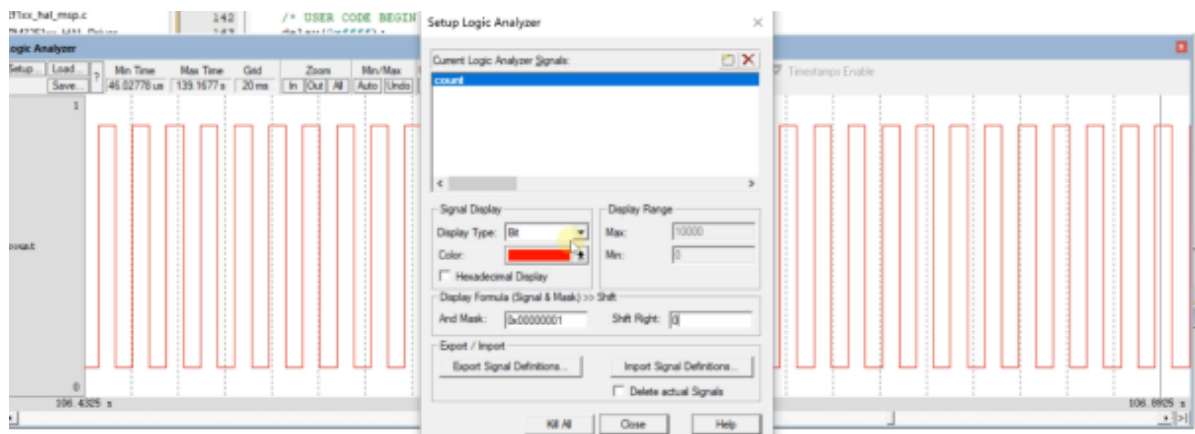 142
/* USER CODE BEGIN
Setup Logic Analyzer
Logic Analyzer
Setup... Load... ? Min Time Max Time Grid Zoom Min/Max
Save... 46.02778 us 139.1677 s 20 ms In Out All Auto Undo
Timestamps Enable
Current Logic Analyzer Signals:
count
1
< >
Signal Display
Display Range
Display Type: Bit
Max: 10000
Color:
Min: 0
Hexadecimal Display
count
Display Formula (Signal & Mask) >> Shift
And Mask: 0x00000001 Shift Right: 0
Export / Import
Export Signal Definitions... Import Signal Definitions...
Delete actual Signals
0
106.4325 s 106.8925 s
Kill All Close Help